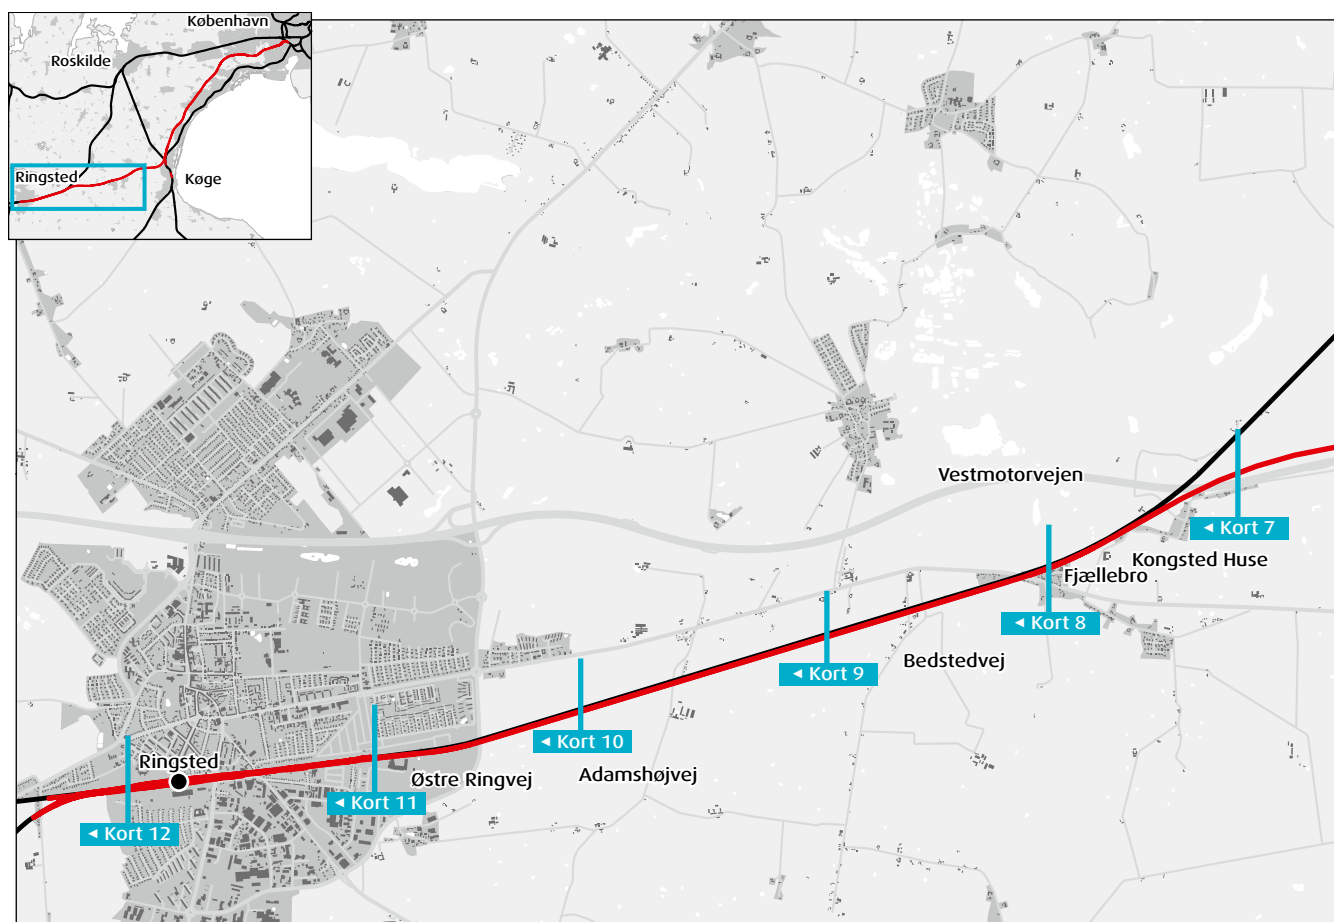 København
Roskilde
Ringsted
Køge
Vestmotorvejen
◄ Kort 7
Kongsted Huse
Fjællebro
◄ Kort 8
Bedstedvej
◄ Kort 9
◄ Kort 10
Adamshøjvej
Ringsted
Østre Ringvej
◄ Kort 11
◄ Kort 12